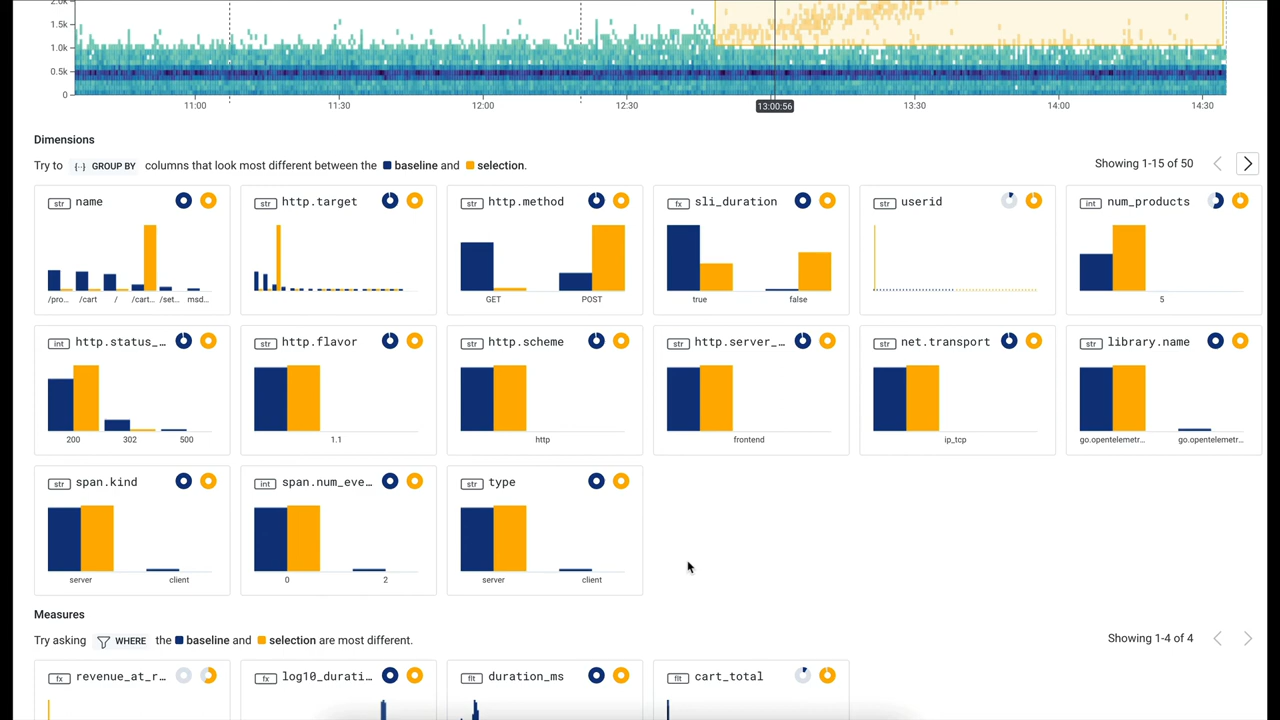 2.0k
1.5k
1.0k
0.5k
0
11:00 11:30 12:00 12:30 13:00:56 13:30 14:00 14:30
Dimensions
Try to {··} GROUP BY columns that look most different between the baseline and selection.
Showing 1-15 of 50
str name
/pro... /cart / /cart... /set... msd...
str http.target
str http.method
GET POST
fx sli_duration
true false
str userid
int num_products
5
int http.status_...
200 302 500
str http.flavor
1.1
str http.scheme
http
str http.server_...
frontend
str net.transport
ip_tcp
str library.name
go.opentelemetr... go.opentelemetr...
str span.kind
server client
int span.num_eve...
0 2
str type
server client
Measures
Try asking WHERE the baseline and selection are most different.
Showing 1-4 of 4
fx revenue_at_r...
fx log10_durati...
flt duration_ms
flt cart_total